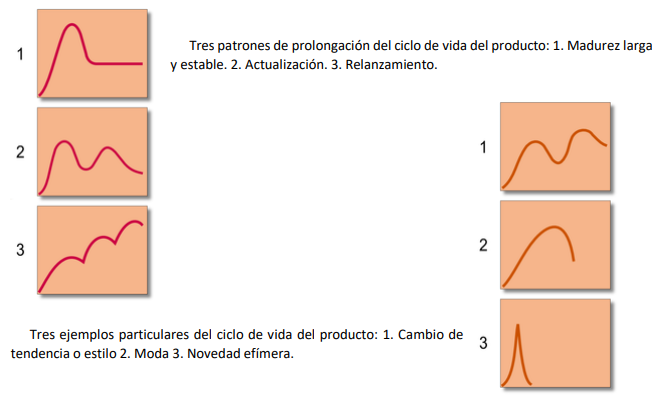 1
Tres patrones de prolongación del ciclo de vida del producto: 1. Madurez larga
y estable. 2. Actualización. 3. Relanzamiento.
2
3
1
2
3
Tres ejemplos particulares del ciclo de vida del producto: 1. Cambio de
tendencia o estilo 2. Moda 3. Novedad efímera.